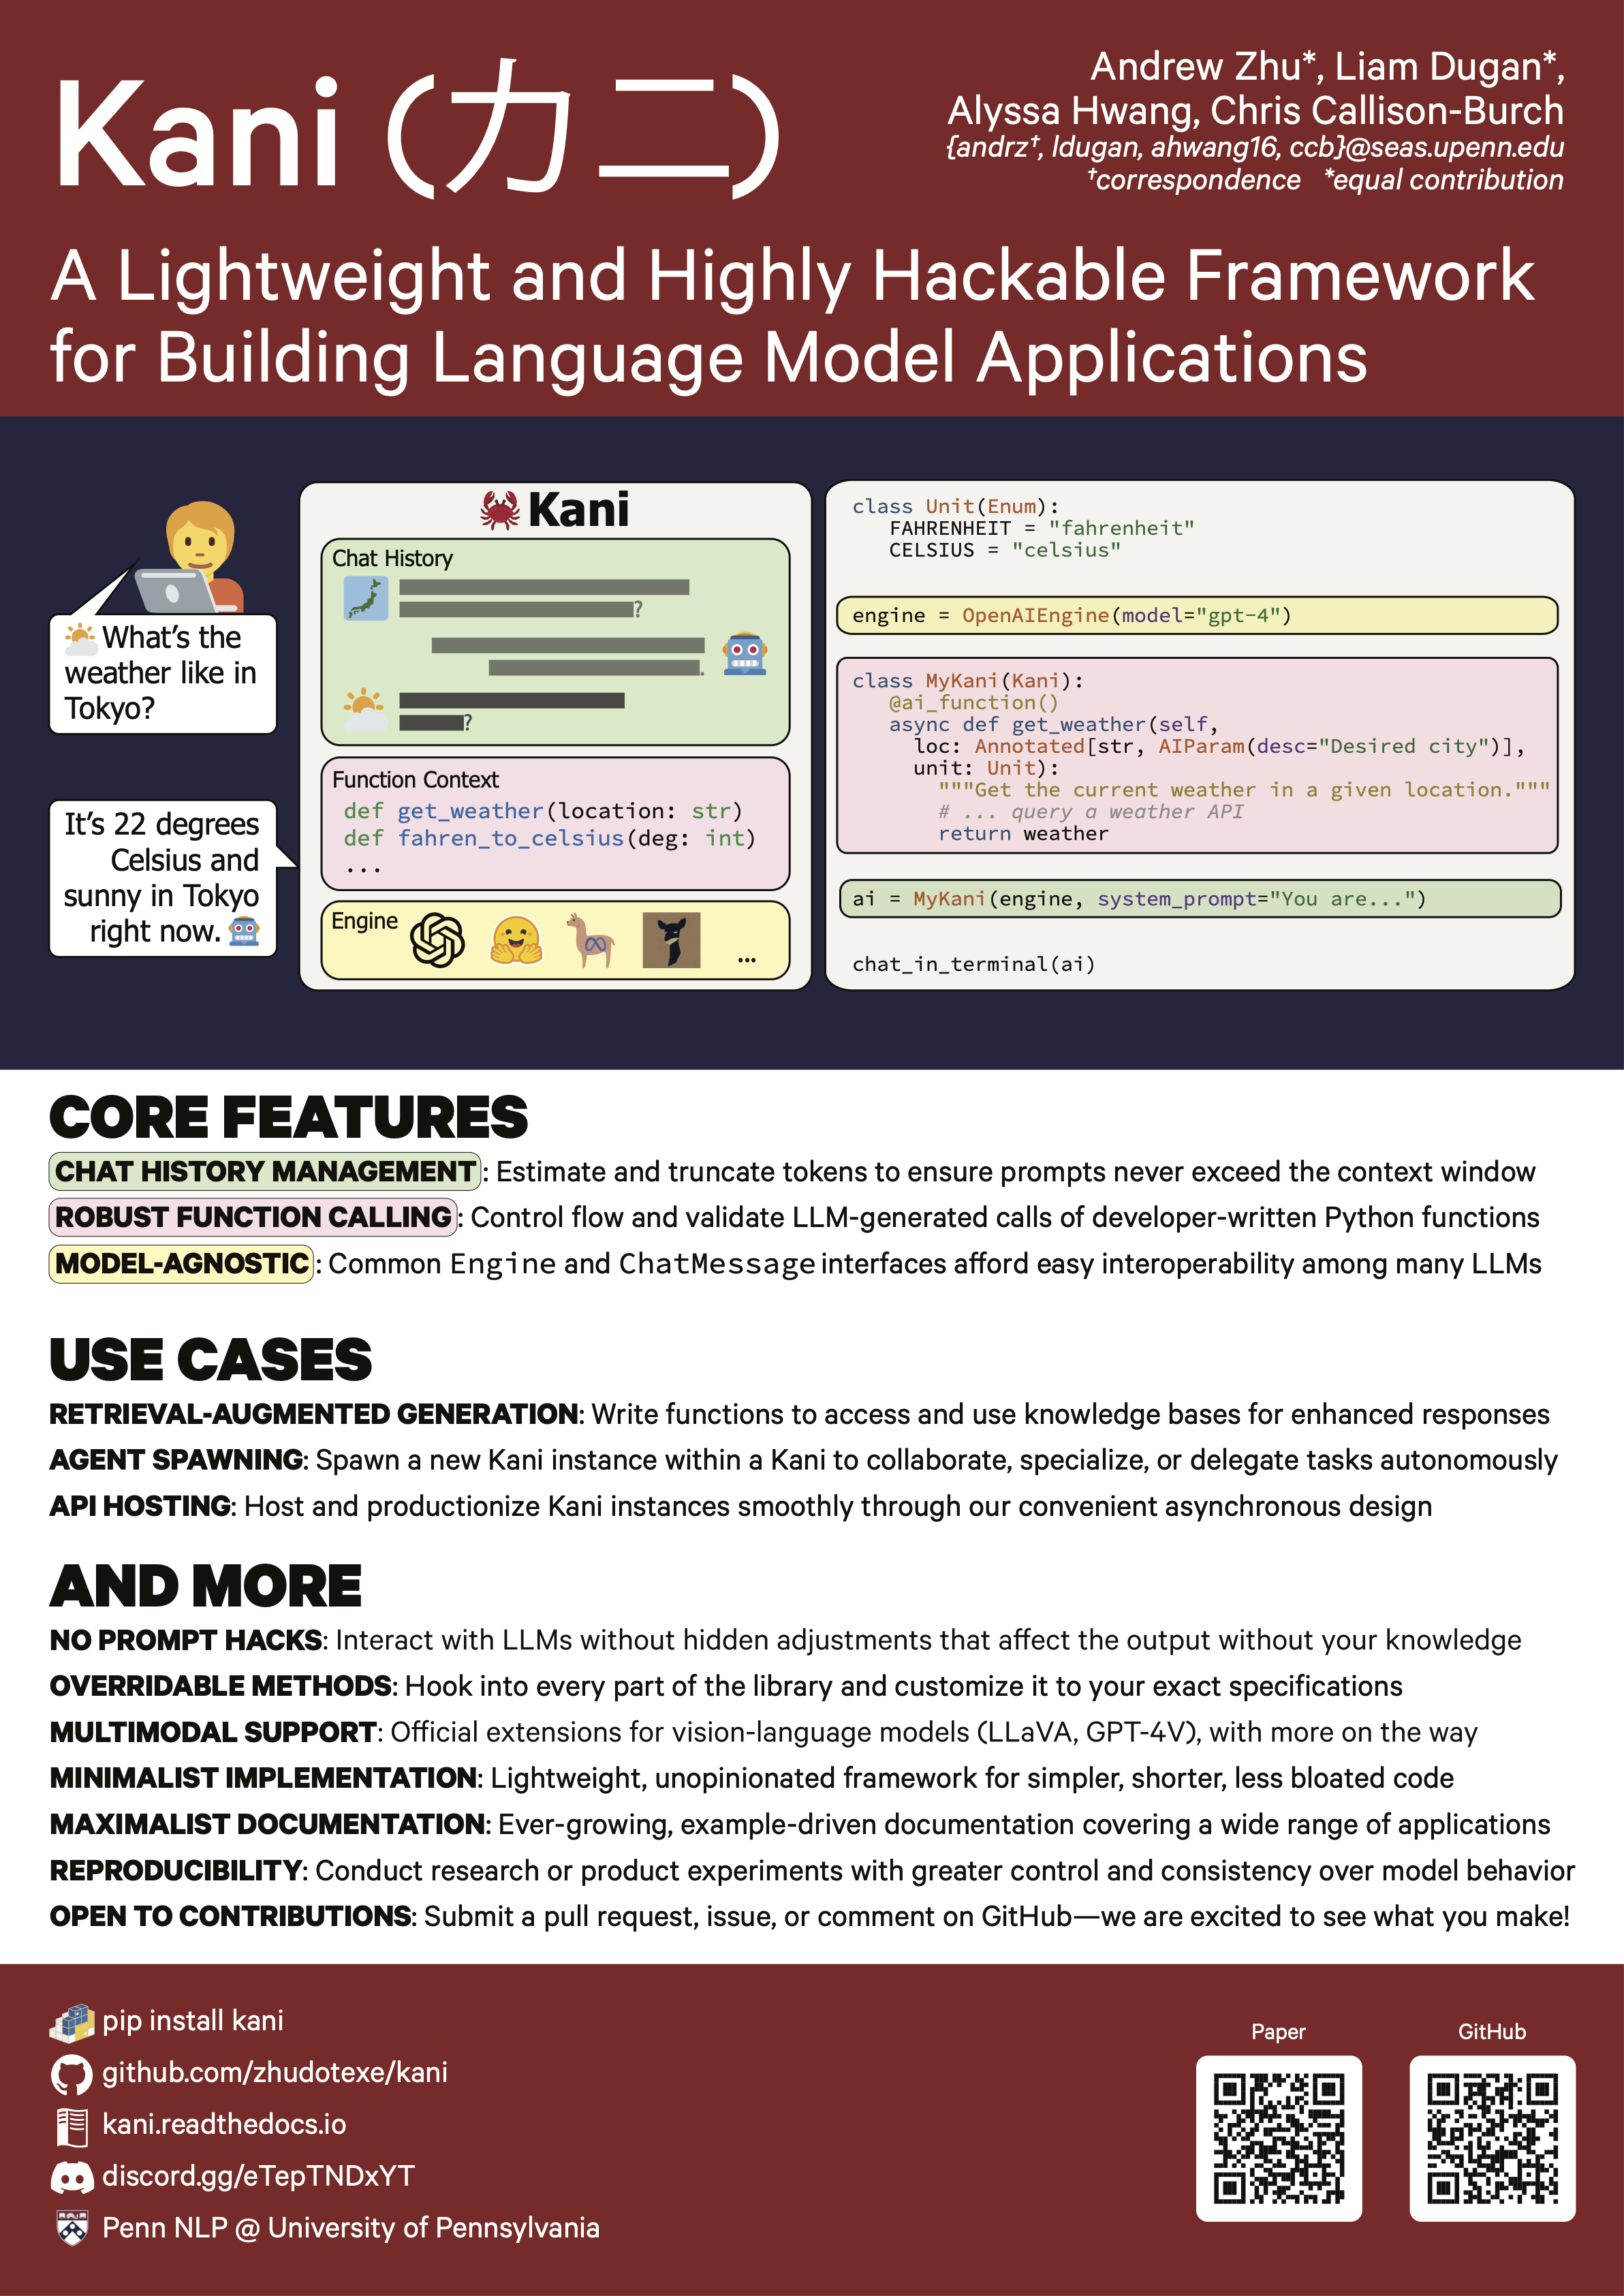 Kani (カニ)
Andrew Zhu*, Liam Dugan*,
Alyssa Hwang, Chris Callison-Burch
{andrz†, ldugan, ahwang16, ccb}@seas.upenn.edu
†correspondence *equal contribution
A Lightweight and Highly Hackable Framework
for Building Language Model Applications
What's the
weather like in
Tokyo?
It's 22 degrees
Celsius and
sunny in Tokyo
right now.
Kani
Chat History
?
.
?
Function Context
def get_weather(location: str)
def fahren_to_celsius(deg: int)
...
Engine
...
class Unit(Enum):
FAHRENHEIT = "fahrenheit"
CELSIUS = "celsius"
engine = OpenAIEngine(model="gpt-4")
class MyKani(Kani):
@ai_function()
async def get_weather(self,
loc: Annotated[str, AIParam(desc="Desired city")],
unit: Unit):
"""Get the current weather in a given location."""
# ... query a weather API
return weather
ai = MyKani(engine, system_prompt="You are...")
chat_in_terminal(ai)
CORE FEATURES
CHAT HISTORY MANAGEMENT: Estimate and truncate tokens to ensure prompts never exceed the context window
ROBUST FUNCTION CALLING: Control flow and validate LLM-generated calls of developer-written Python functions
MODEL-AGNOSTIC: Common Engine and ChatMessage interfaces afford easy interoperability among many LLMs
USE CASES
RETRIEVAL-AUGMENTED GENERATION: Write functions to access and use knowledge bases for enhanced responses
AGENT SPAWNING: Spawn a new Kani instance within a Kani to collaborate, specialize, or delegate tasks autonomously
API HOSTING: Host and productionize Kani instances smoothly through our convenient asynchronous design
AND MORE
NO PROMPT HACKS: Interact with LLMs without hidden adjustments that affect the output without your knowledge
OVERRIDABLE METHODS: Hook into every part of the library and customize it to your exact specifications
MULTIMODAL SUPPORT: Official extensions for vision-language models (LLaVA, GPT-4V), with more on the way
MINIMALIST IMPLEMENTATION: Lightweight, unopinionated framework for simpler, shorter, less bloated code
MAXIMALIST DOCUMENTATION: Ever-growing, example-driven documentation covering a wide range of applications
REPRODUCIBILITY: Conduct research or product experiments with greater control and consistency over model behavior
OPEN TO CONTRIBUTIONS: Submit a pull request, issue, or comment on GitHub—we are excited to see what you make!
pip install kani
github.com/zhudotexe/kani
kani.readthedocs.io
discord.gg/eTepTNDxYT
Penn NLP @ University of Pennsylvania
Paper
GitHub